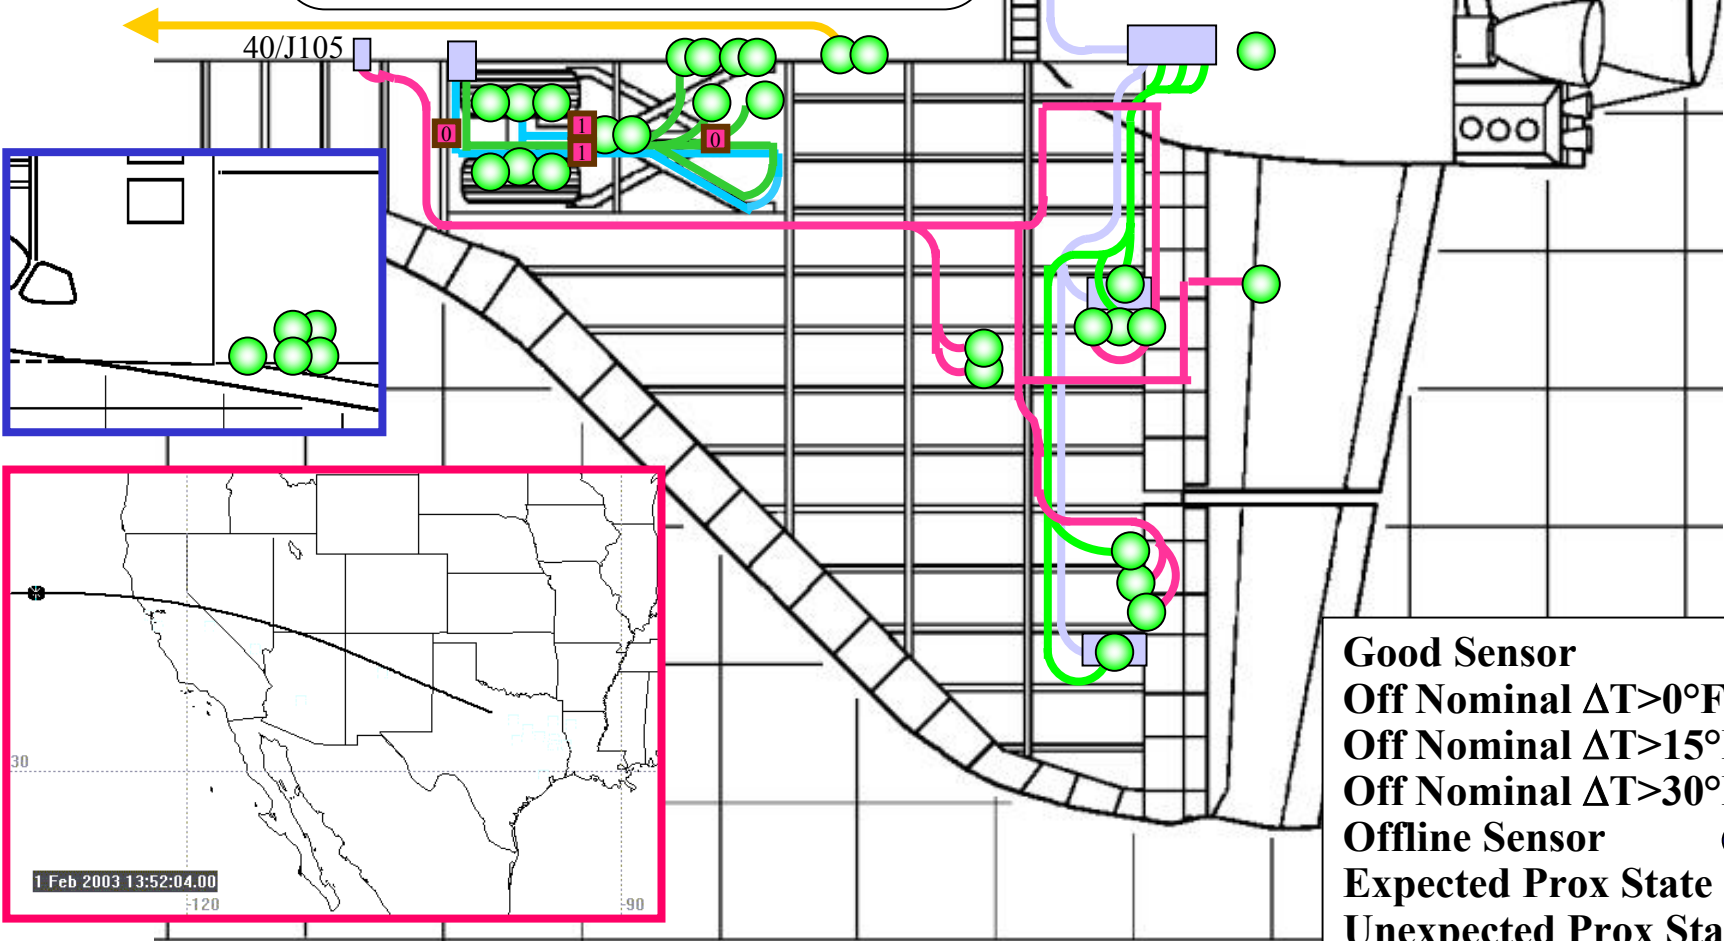 40/J105
0
1
1
0
30
1 Feb 2003 13:52:04.00
-120
-90
Good Sensor
Off Nominal ΔT>0°F
Off Nominal ΔT>15°
Off Nominal ΔT>30°
Offline Sensor
Expected Prox State
Unexpected Prox Sta